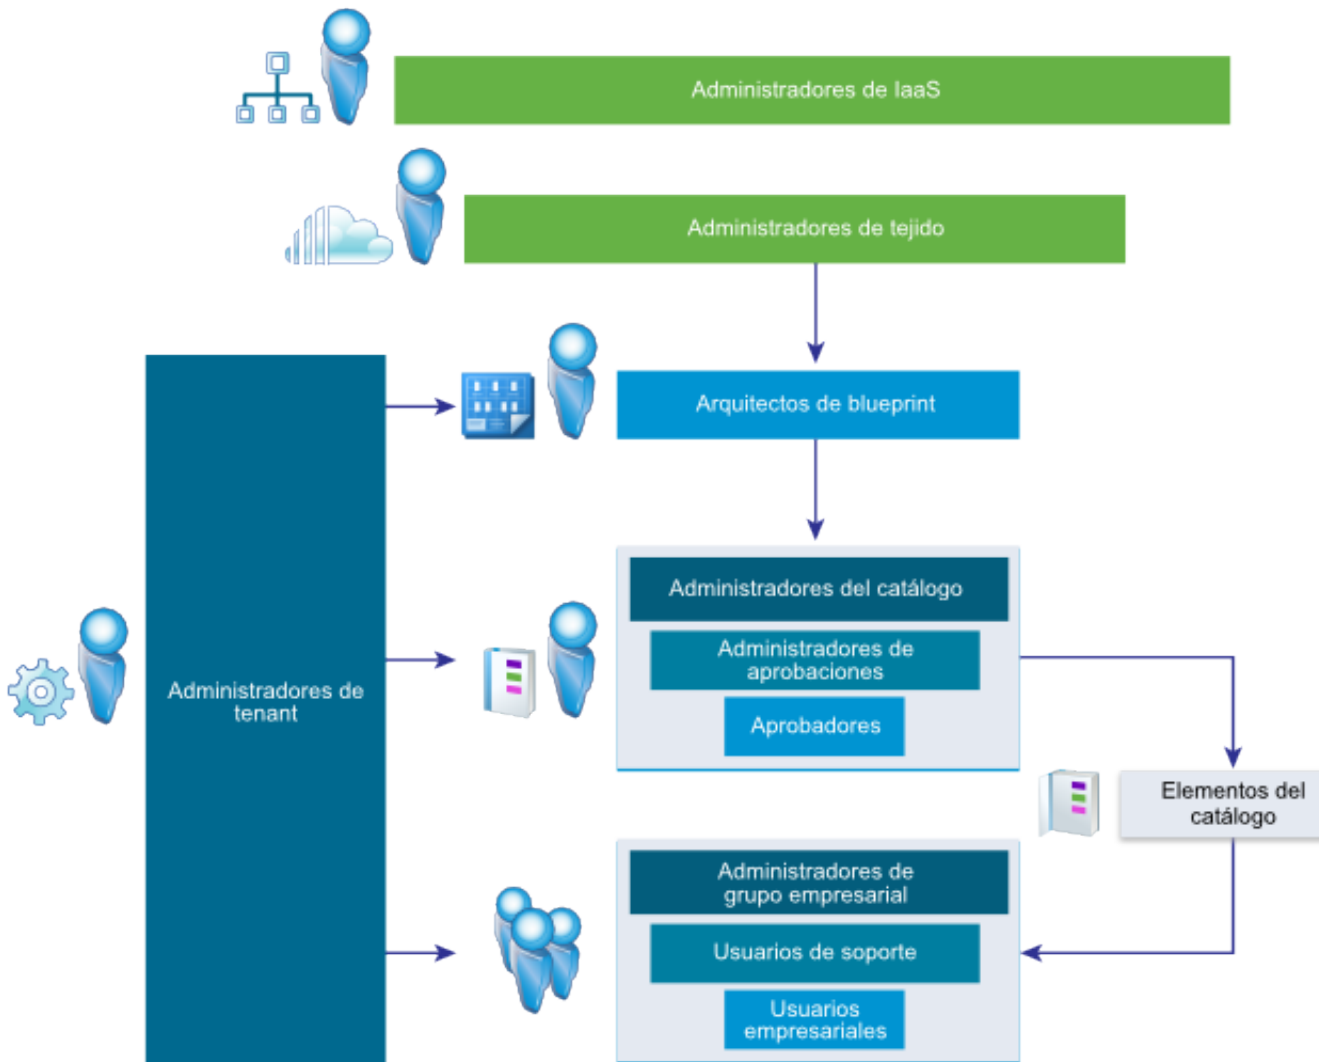 Administradores de IaaS
Administradores de tejido
Arquitectos de blueprint
Administradores de
tenant
Administradores del catálogo
Administradores de
aprobaciones
Aprobadores
Elementos del
catálogo
Administradores de
grupo empresarial
Usuarios de soporte
Usuarios
empresariales